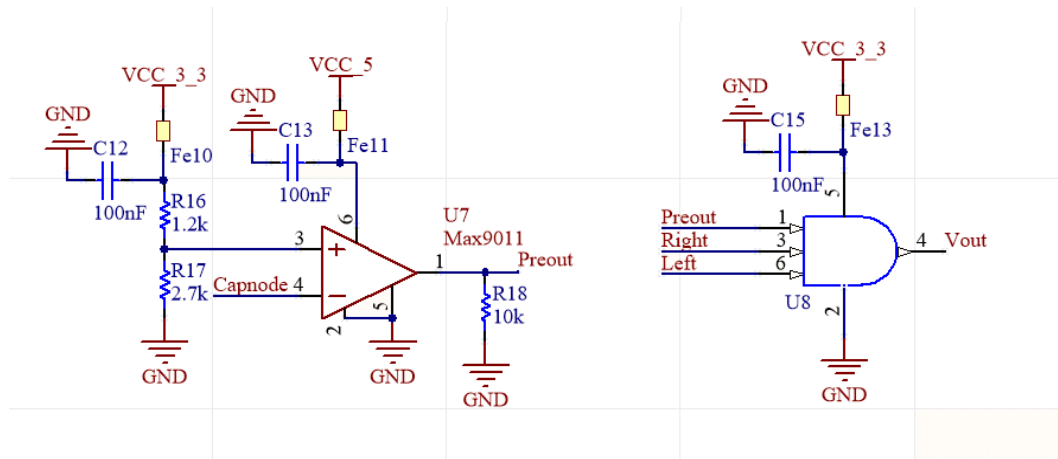 VCC_3_3
GND
C12
100nF
Fe10
R16
1.2k
R17
2.7k
GND
VCC_5
GND
C13
100nF
Fe11
6
3
Capnode
4
2
5
GND
U7
Max9011
1
Preout
R18
10k
GND
VCC_3_3
GND
C15
100nF
Fe13
5
Preout
1
Right
3
Left
6
U8
4
Vout
2
GND